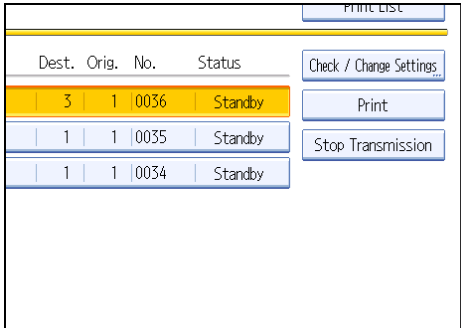 Print List
Dest. Orig. No. Status
Check / Change Settings
3 1 0036 Standby
Print
1 1 0035 Standby
Stop Transmission
1 1 0034 Standby